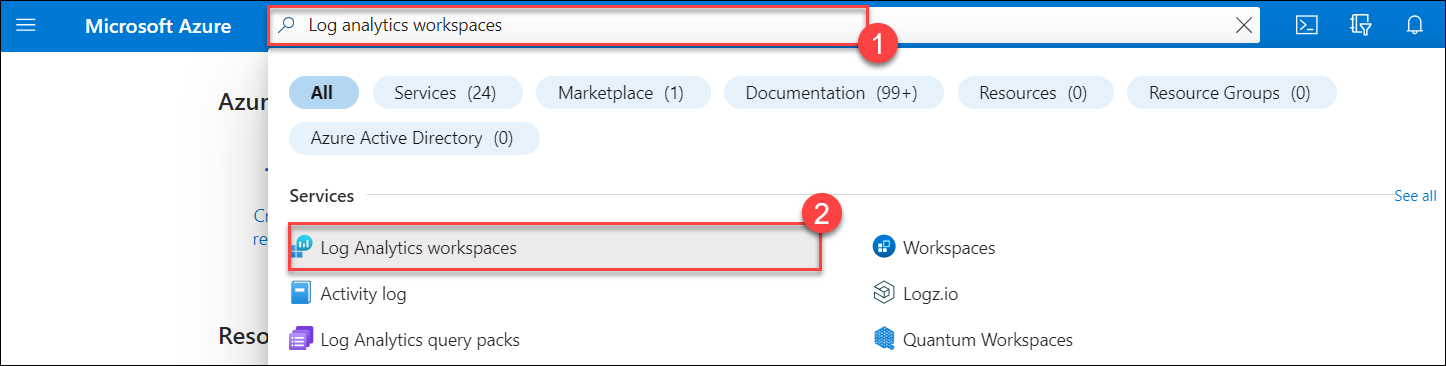 Microsoft Azure Log analytics workspaces
1
All Services (24) Marketplace (1) Documentation (99+) Resources (0) Resource Groups (0)
Azur
Azure Active Directory (0)
Services See all
2
Cr
re
Log Analytics workspaces Workspaces
Activity log Logz.io
Reso
Log Analytics query packs Quantum Workspaces